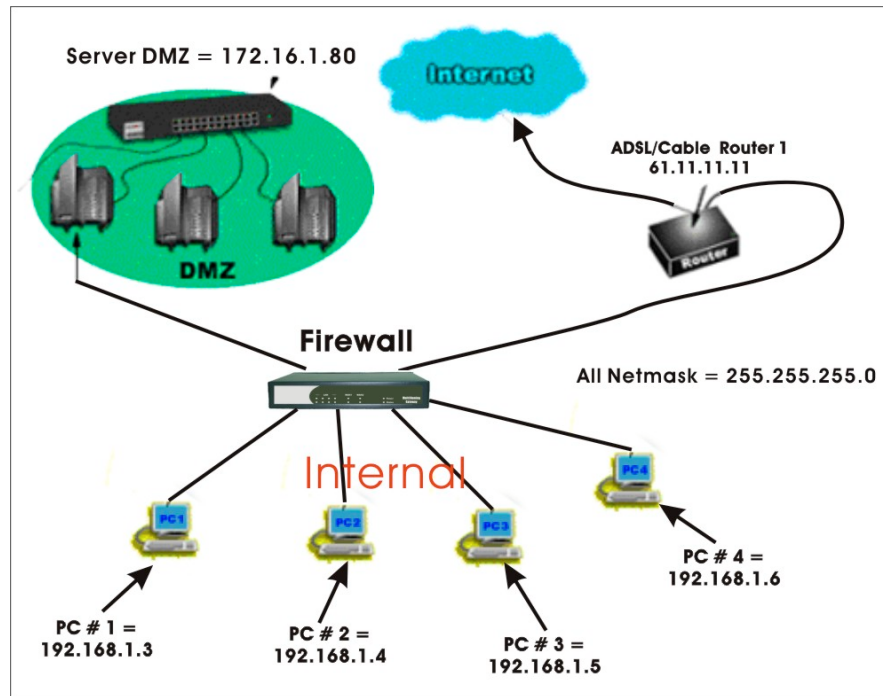 Server DMZ = 172.16.1.80
Internet
ADSL/Cable Router 1
61.11.11.11
Router
DMZ
Firewall
All Netmask = 255.255.255.0
Internal
PC1
PC2
PC3
PC4
PC # 1 =
192.168.1.3
PC # 2 =
192.168.1.4
PC # 3 =
192.168.1.5
PC # 4 =
192.168.1.6